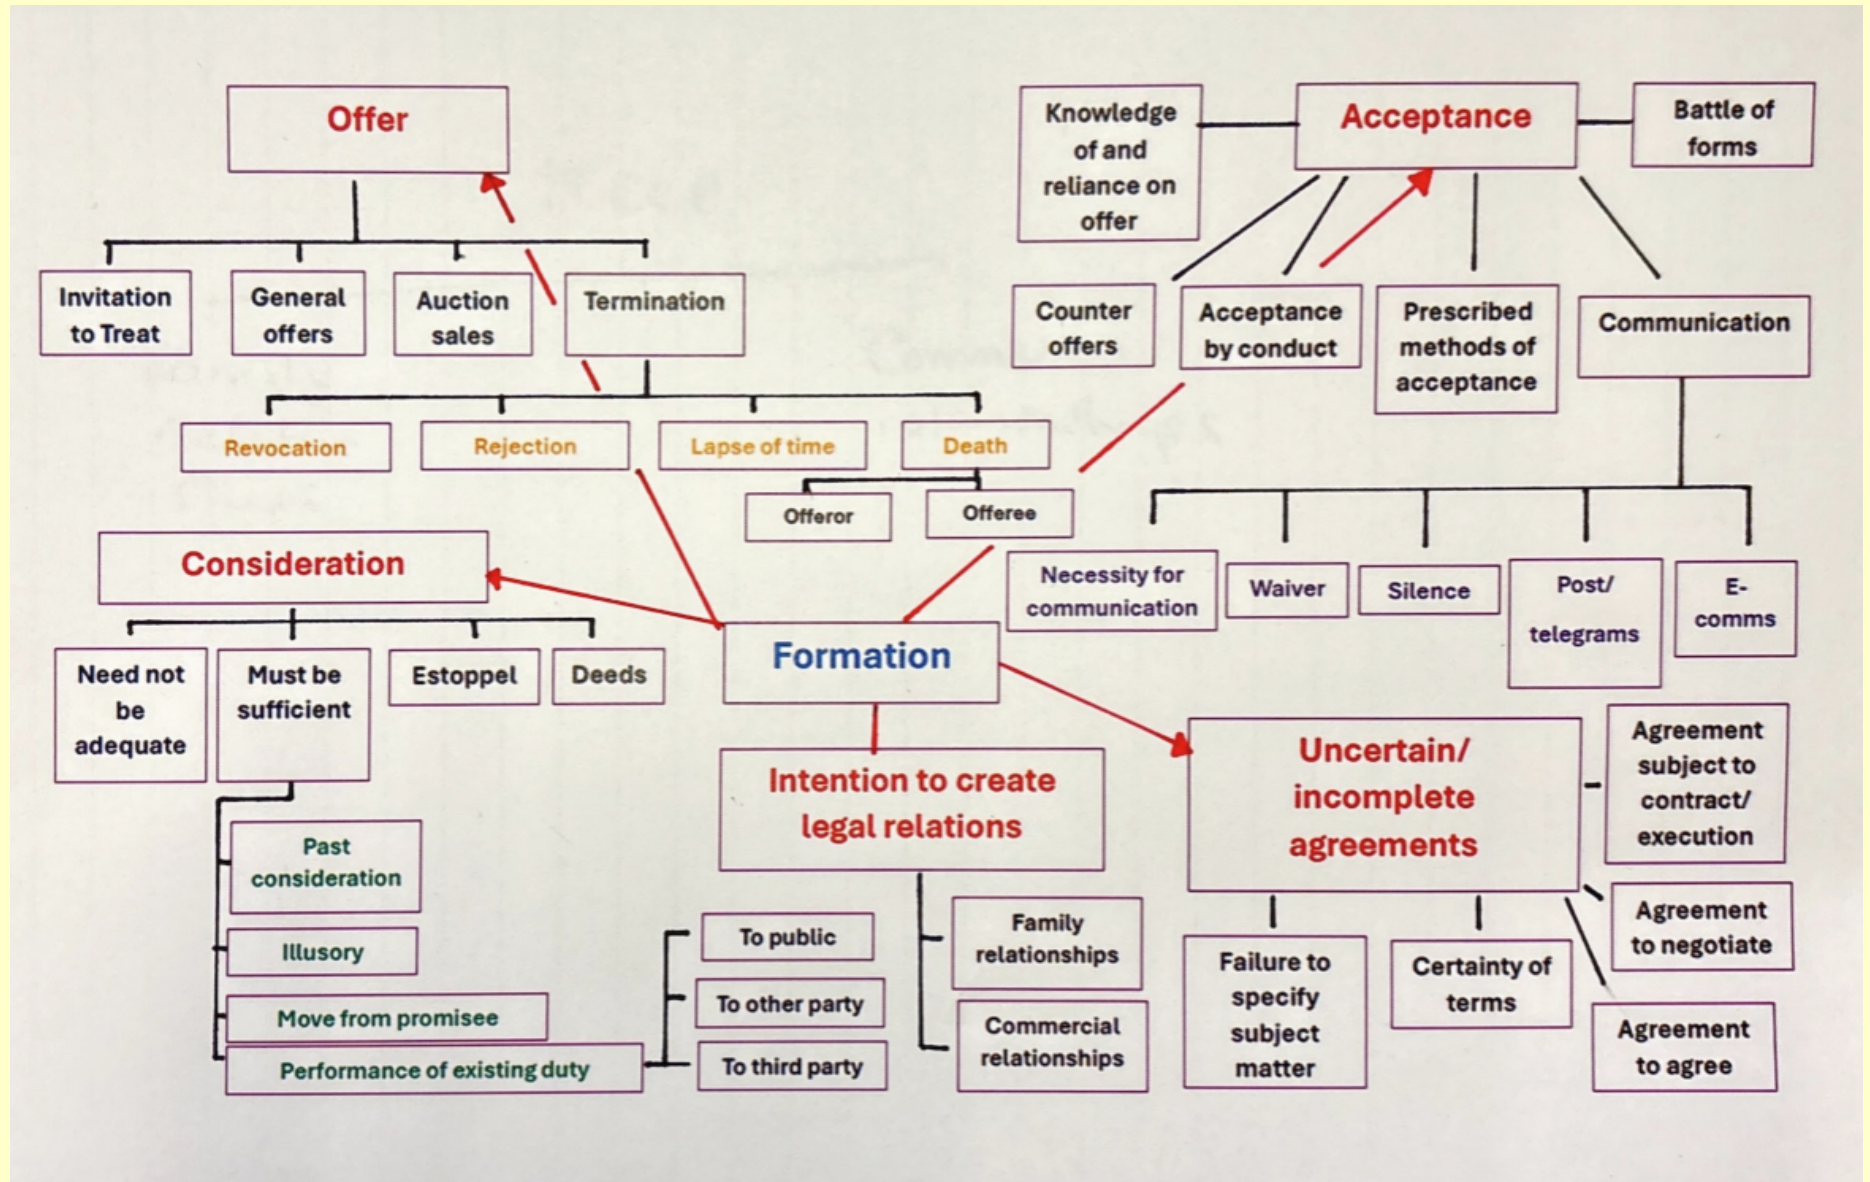 Offer
Invitation
to Treat
General
offers
Auction
sales
Termination
Revocation
Rejection
Lapse of time
Death
Offeror
Offeree
Acceptance
Knowledge
of and
reliance on
offer
Battle of
forms
Counter
offers
Acceptance
by conduct
Prescribed
methods of
acceptance
Communication
Necessity for
communication
Waiver
Silence
Post/
telegrams
E-
comms
Formation
Consideration
Need not
be
adequate
Must be
sufficient
Estoppel
Deeds
Past
consideration
Illusory
Move from promisee
Performance of existing duty
To public
To other party
To third party
Intention to create
legal relations
Family
relationships
Commercial
relationships
Uncertain/
incomplete
agreements
Agreement
subject to
contract/
execution
Agreement
to negotiate
Agreement
to agree
Certainty of
terms
Failure to
specify
subject
matter